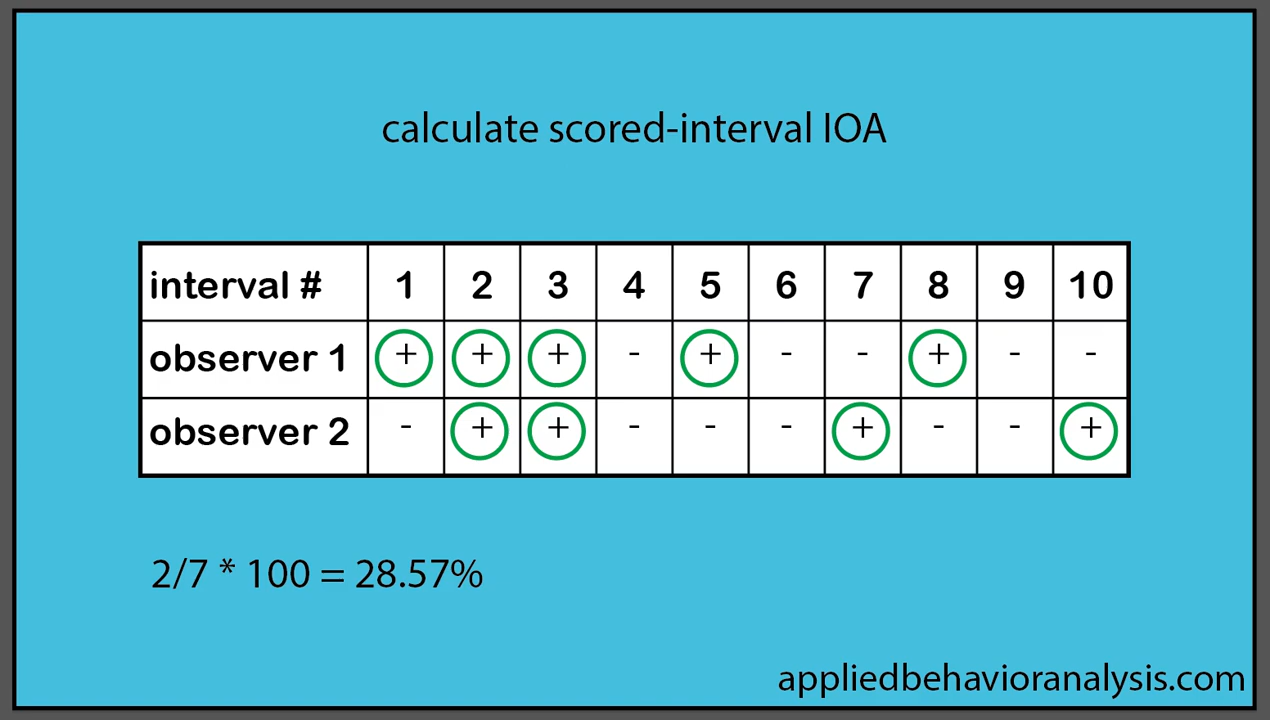 calculate scored-interval IOA
interval # 1 2 3 4 5 6 7 8 9 10
observer 1 + + + - + - - + - -
observer 2 - + + - - - + - - +
2/7 * 100 = 28.57%
appliedbehavioranalysis.com